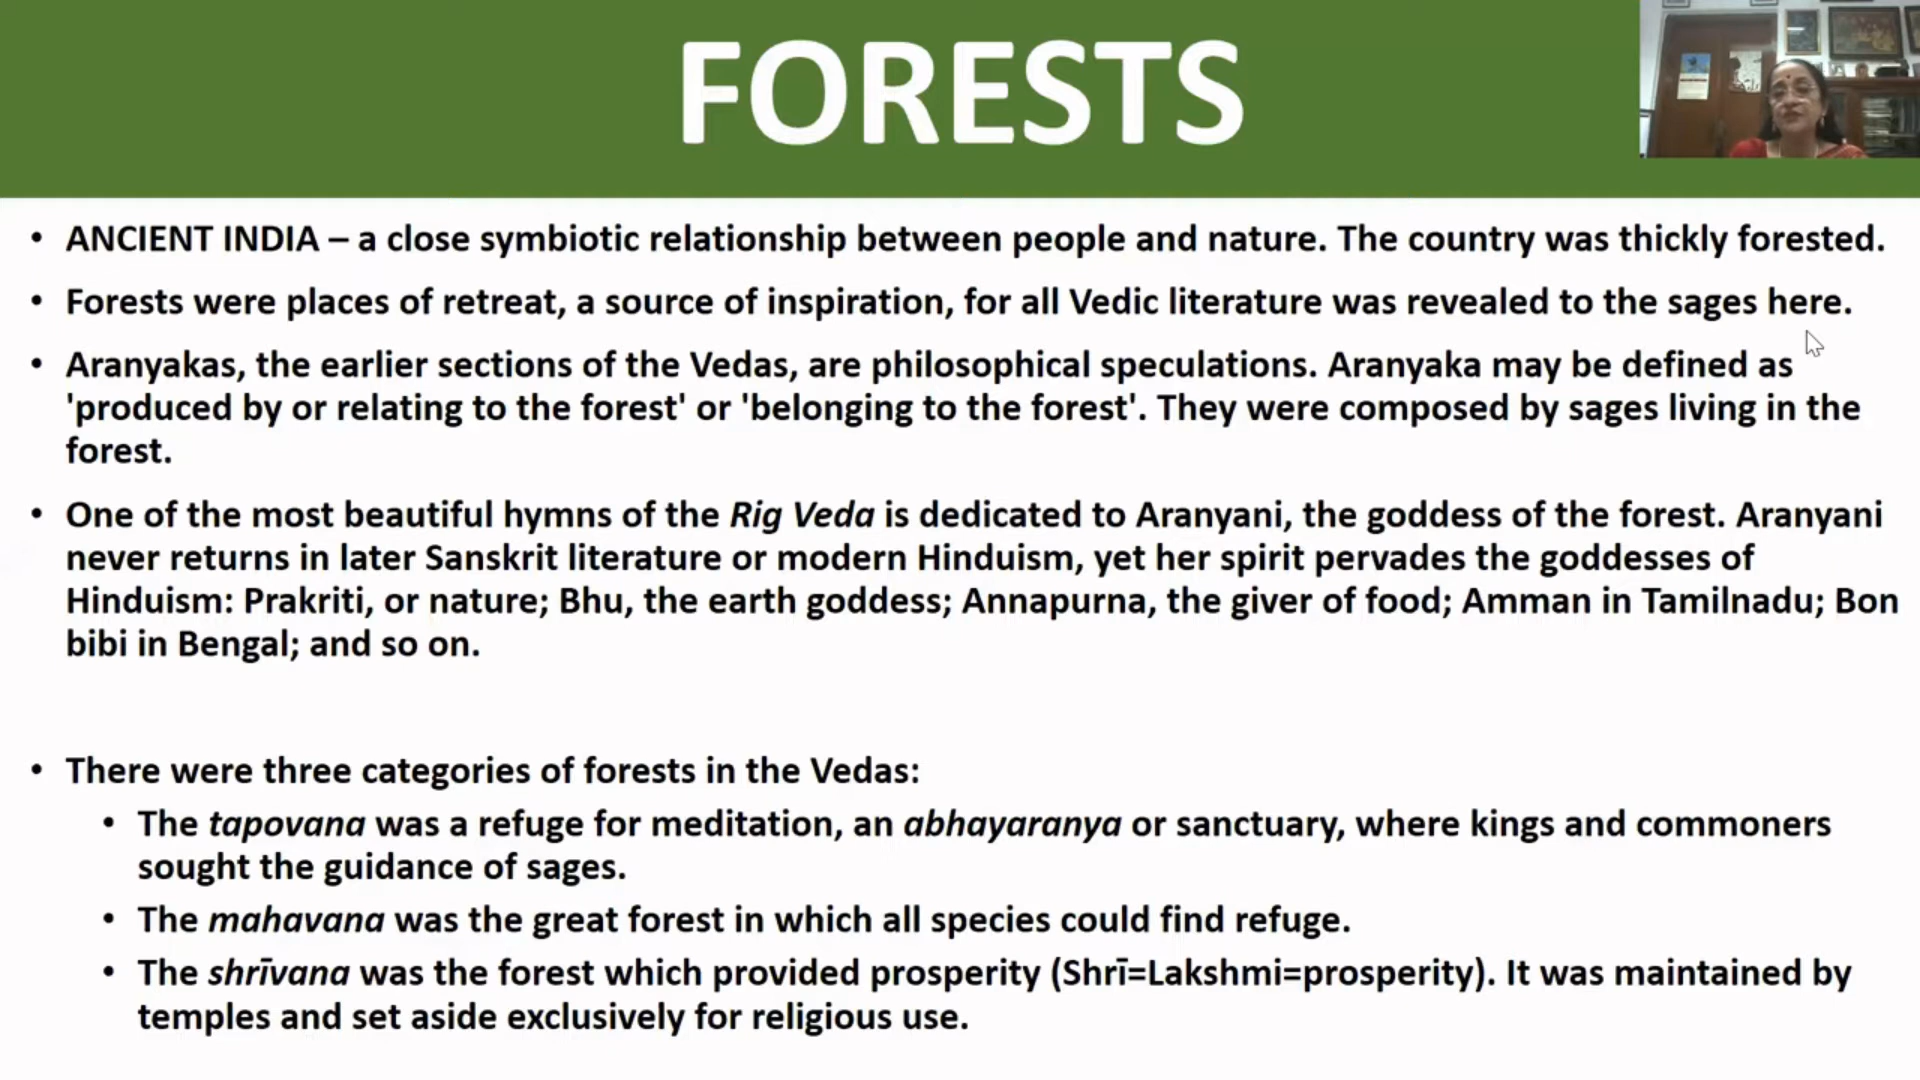 FORESTS
• ANCIENT INDIA – a close symbiotic relationship between people and nature. The country was thickly forested.
• Forests were places of retreat, a source of inspiration, for all Vedic literature was revealed to the sages here.
• Aranyakas, the earlier sections of the Vedas, are philosophical speculations. Aranyaka may be defined as
'produced by or relating to the forest' or 'belonging to the forest'. They were composed by sages living in the
forest.
• One of the most beautiful hymns of the Rig Veda is dedicated to Aranyani, the goddess of the forest. Aranyani
never returns in later Sanskrit literature or modern Hinduism, yet her spirit pervades the goddesses of
Hinduism: Prakriti, or nature; Bhu, the earth goddess; Annapurna, the giver of food; Amman in Tamilnadu; Bon
bibi in Bengal; and so on.
• There were three categories of forests in the Vedas:
• The tapovana was a refuge for meditation, an abhayaranya or sanctuary, where kings and commoners
sought the guidance of sages.
• The mahavana was the great forest in which all species could find refuge.
• The shrīvana was the forest which provided prosperity (Shrī=Lakshmi=prosperity). It was maintained by
temples and set aside exclusively for religious use.